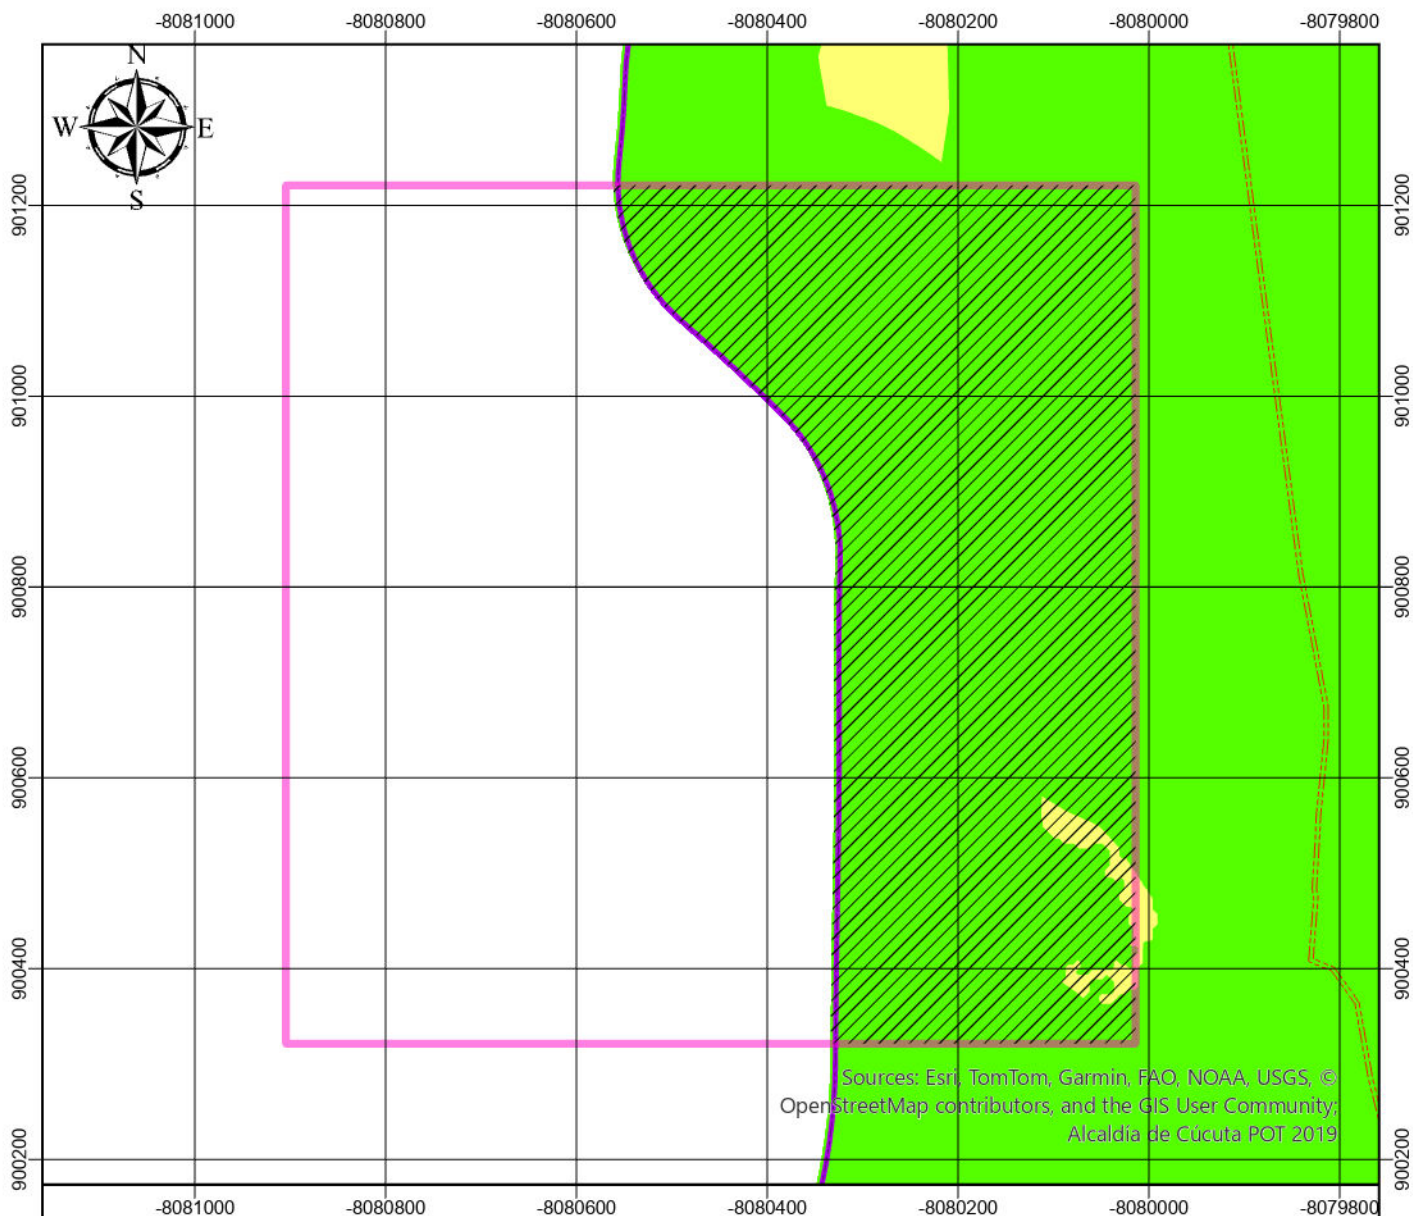 -8081000 -8080800 -8080600 -8080400 -8080200 -8080000 -8079800
N
W E
S
901200 901200
901000 901000
900800 900800
900600 900600
900400 900400
Sources: Esri, TomTom, Garmin, FAO, NOAA, USGS, ©
OpenStreetMap contributors, and the GIS User Community;
Alcaldía de Cúcuta POT 2019
900200 900200
-8081000 -8080800 -8080600 -8080400 -8080200 -8080000 -8079800